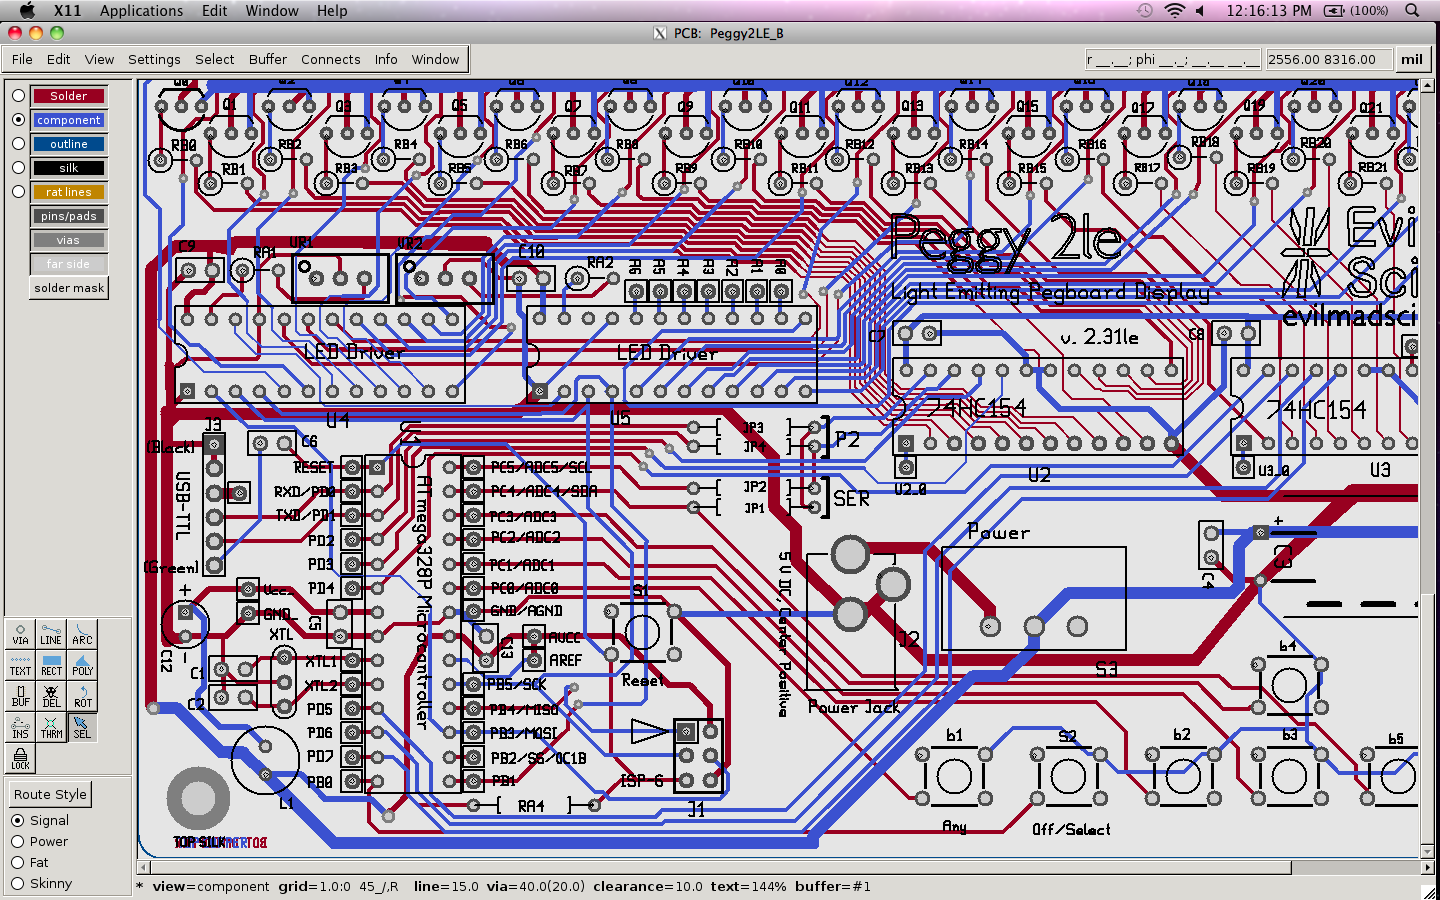 X11 Applications Edit Window Help
12:16:13 PM (100%)
PCB: Peggy2LE_B
File Edit View Settings Select Buffer Connects Info Window
r __.__; phi __._; __.__ __.__
2556.00 8316.00
mil
Solder
component
outline
silk
rat lines
pins/pads
vias
far side
solder mask
VIA LINE ARC
TEXT RECT POLY
BUF DEL ROT
INS THRM SEL
LOCK
Route Style
Signal
Power
Fat
Skinny
Q1 Q3 Q5 Q7 Q9 Q11 Q13 Q15 Q17 Q19 Q21
RB0 RB2 RB4 RB6 RB8 RB10 RB12 RB14 RB16 RB18 RB20
RB1 RB3 RB5 RB7 RB9 RB11 RB13 RB15 RB17 RB19 RB21
Peggy 2le
Evi
Sci
evilmadsci
Light Emitting Pegboard Display
v. 2.31le
C9 RA1 VR1 VR2 C10 RA2
A6 A5 A4 A3 A2 A1 A0
LED Driver
LED Driver
C7
C8
74HC154
74HC154
U4
U5
U2
U3
U2_0
U3_0
J3
(Black)
USB-TTL
(Green)
C6
U1
ATmega328P Microcontroller
RESET
RXD/PD0
TXD/PD1
PD2
PD3
PD4
Vcc
GND
XTL
C5
XTL1
XTL2
PD5
PD6
PD7
PB0
PC5/ADC5/SCL
PC4/ADC4/SDA
PC3/ADC3
PC2/ADC2
PC1/ADC1
PC0/ADC0
GND/AGND
C13
AVCC
AREF
PB5/SCK
PB4/MISO
PB3/MOSI
PB2/SS/OC1B
PB1
RA4
C12
C1
C2
L1
S1
Reset
ISP-6
J1
JP3
JP4
JP2
JP1
P2
SER
5 V DC, Center Positive
J2
Power Jack
Power
S3
C4
C3
b4
b1 S2 b2 b3 b5
Any
Off/Select
TOP SILK
view=component grid=1.0:0 45_/,R line=15.0 via=40.0(20.0) clearance=10.0 text=144% buffer=#1